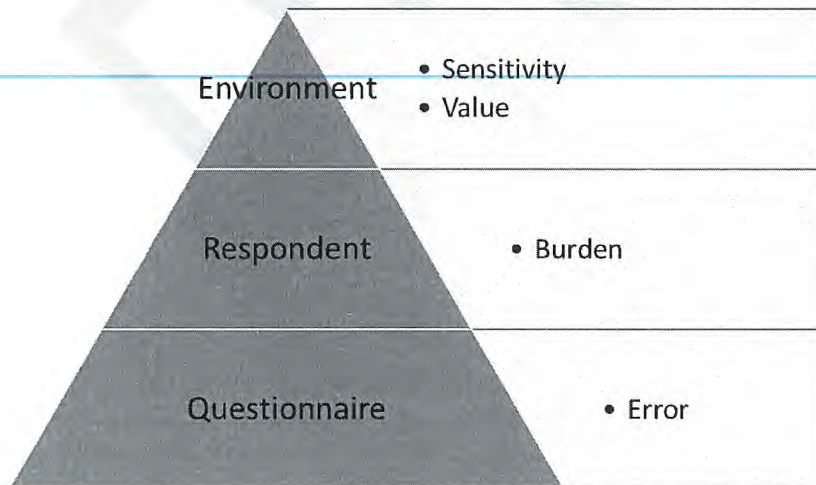 Environment
• Sensitivity
• Value
Respondent
• Burden
Questionnaire
• Error